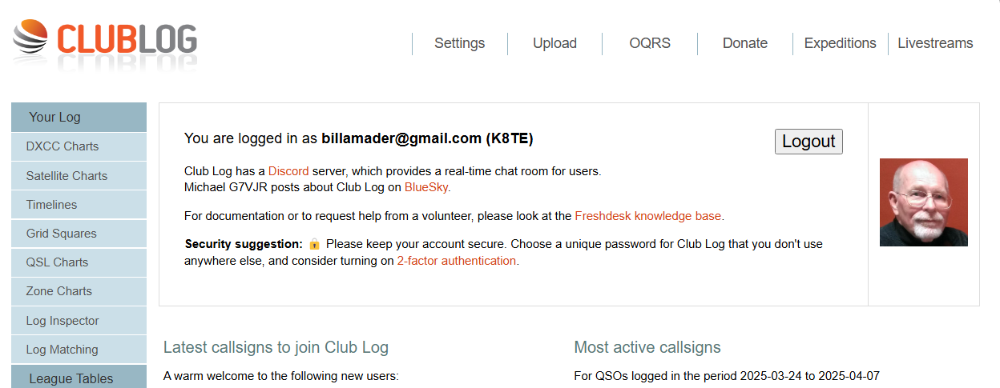 CLUBLOG
Settings
Upload
OQRS
Donate
Expeditions
Livestreams
Your Log
DXCC Charts
Satellite Charts
Timelines
Grid Squares
QSL Charts
Zone Charts
Log Inspector
Log Matching
League Tables
You are logged in as billamader@gmail.com (K8TE)
Logout
Club Log has a Discord server, which provides a real-time chat room for users.
Michael G7VJR posts about Club Log on BlueSky.
For documentation or to request help from a volunteer, please look at the Freshdesk knowledge base.
Security suggestion: 🔒 Please keep your account secure. Choose a unique password for Club Log that you don't use
anywhere else, and consider turning on 2-factor authentication.
Latest callsigns to join Club Log
A warm welcome to the following new users:
Most active callsigns
For QSOs logged in the period 2025-03-24 to 2025-04-07